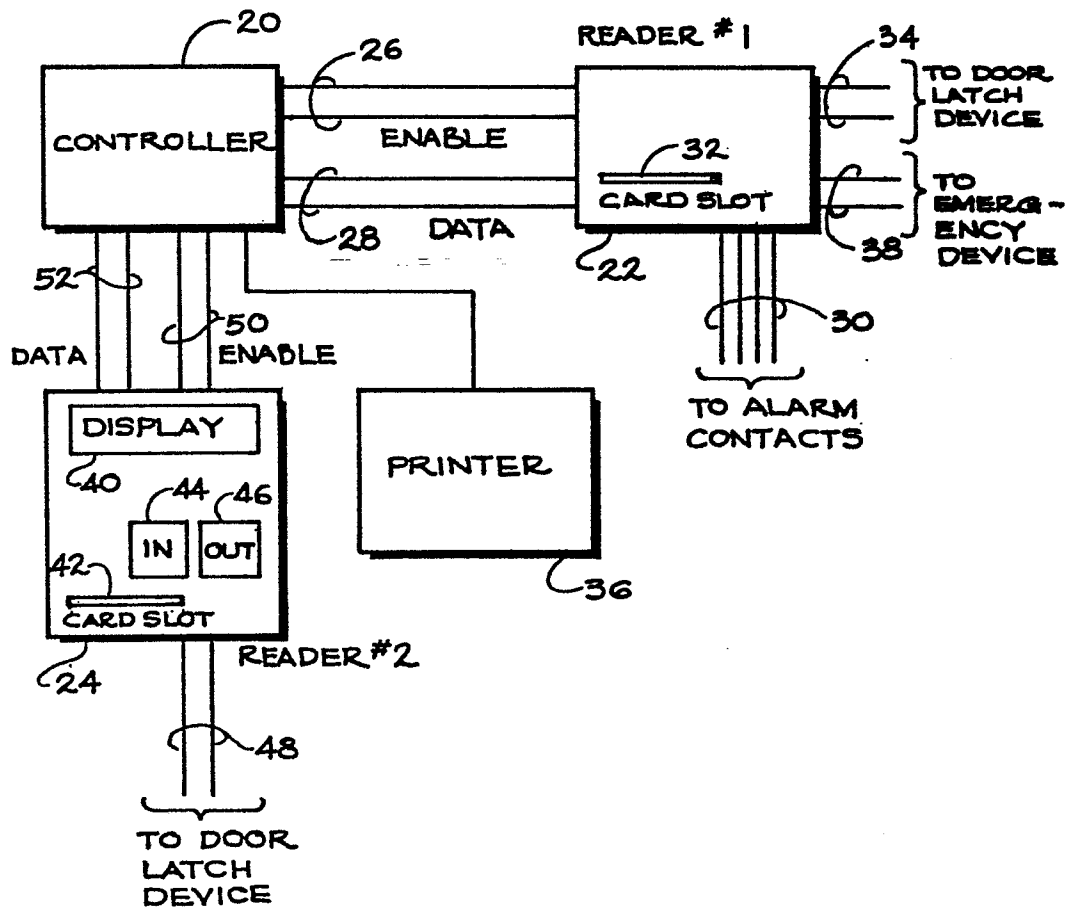 20
26
READER #1
34
TO DOOR
LATCH
DEVICE
CONTROLLER
ENABLE
32
CARD SLOT
TO
EMERG-
ENCY
DEVICE
28
DATA
22
38
52
50
30
DATA
ENABLE
TO ALARM
CONTACTS
DISPLAY
40
44
46
PRINTER
IN
OUT
42
36
CARD SLOT
24
READER #2
48
TO DOOR
LATCH
DEVICE